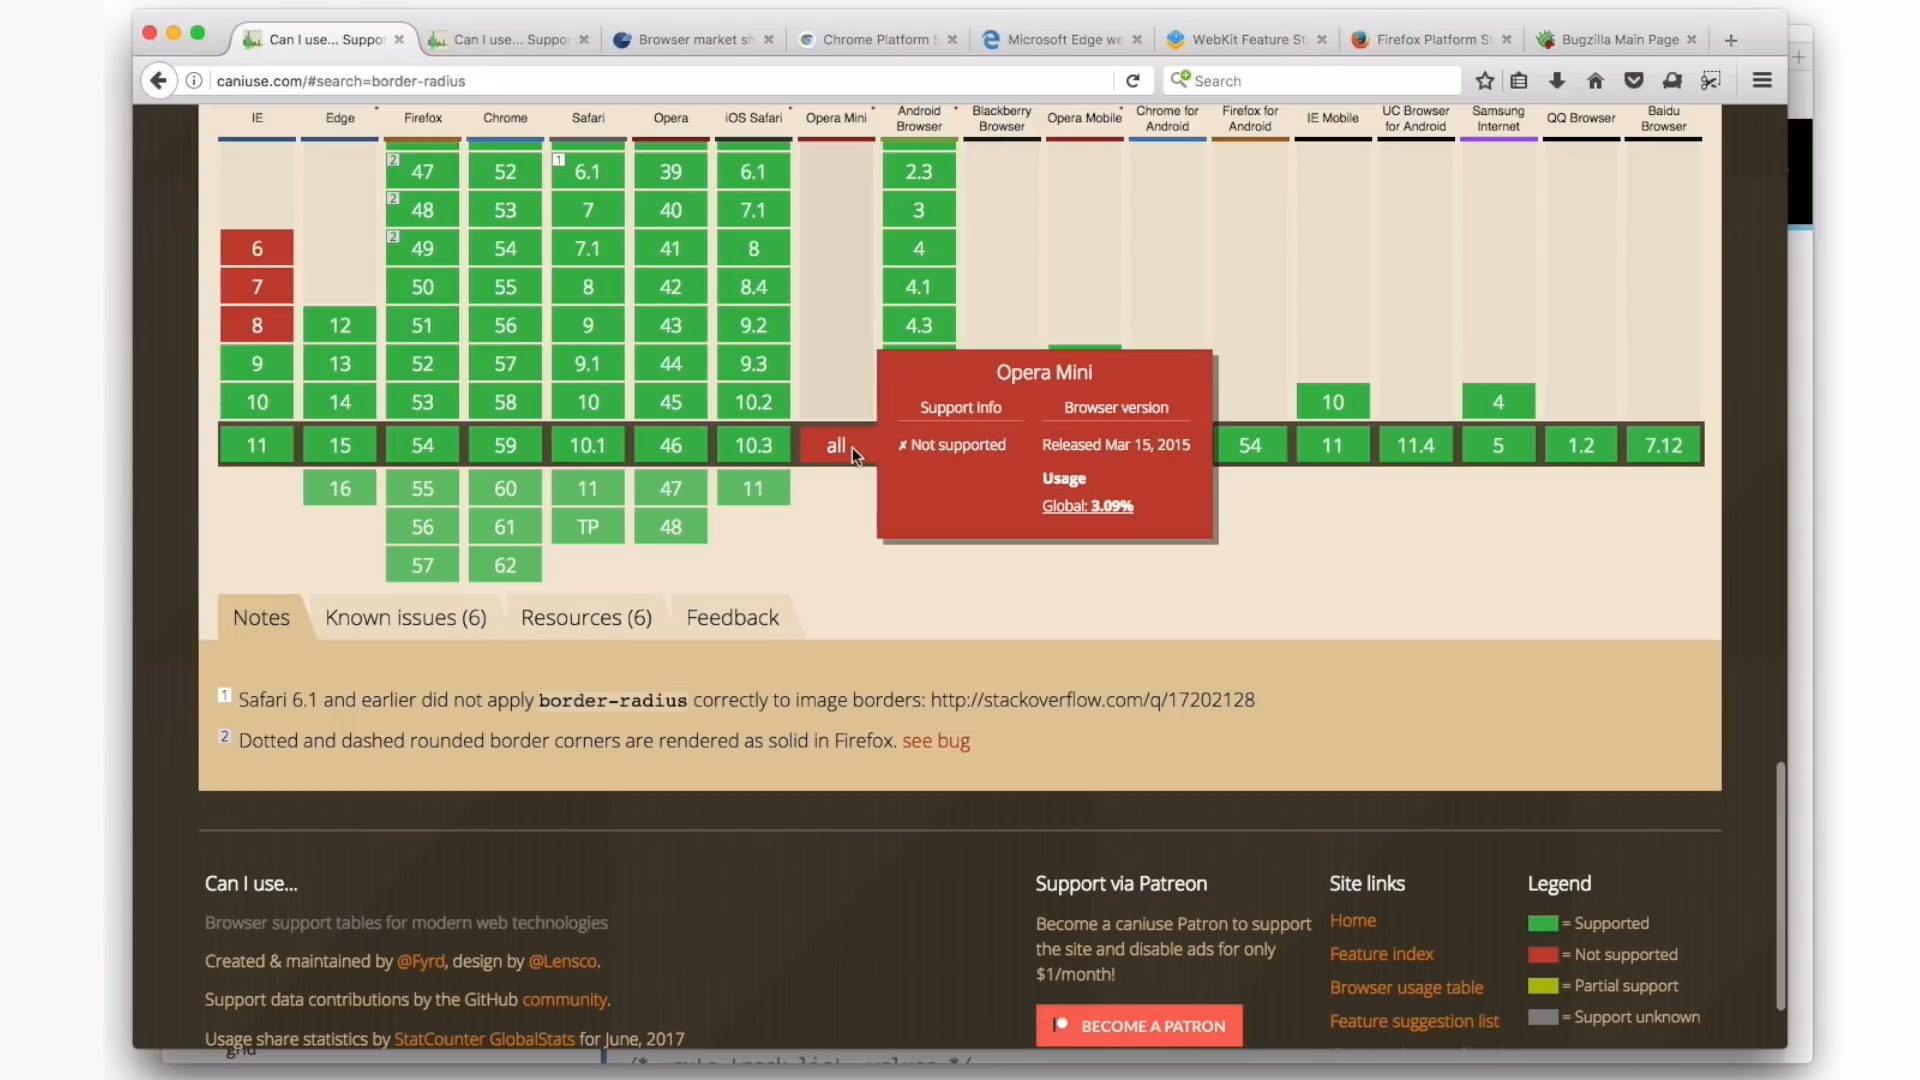 Can I use... Suppor
Can I use... Suppo
Browser market sh
Chrome Platform S
Microsoft Edge we
WebKit Feature St
Firefox Platform S
Bugzilla Main Page
caniuse.com/#search=border-radius
Search
IE
Edge
Firefox
Chrome
Safari
Opera
iOS Safari
Opera Mini
Android Browser
Blackberry Browser
Opera Mobile
Chrome for Android
Firefox for Android
IE Mobile
UC Browser for Android
Samsung Internet
QQ Browser
Baidu Browser
2 47 52 1 6.1 39 6.1 2.3
2 48 53 7 40 7.1 3
6 2 49 54 7.1 41 8 4
7 50 55 8 42 8.4 4.1
8 12 51 56 9 43 9.2 4.3
9 13 52 57 9.1 44 9.3
10 14 53 58 10 45 10.2 10 4
11 15 54 59 10.1 46 10.3 all 54 11 11.4 5 1.2 7.12
16 55 60 11 47 11
56 61 TP 48
57 62
Opera Mini
Support info Browser version
✗ Not supported Released Mar 15, 2015
Usage
Global: 3.09%
Notes Known issues (6) Resources (6) Feedback
1 Safari 6.1 and earlier did not apply border-radius correctly to image borders: http://stackoverflow.com/q/17202128
2 Dotted and dashed rounded border corners are rendered as solid in Firefox. see bug
Can I use...
Browser support tables for modern web technologies
Created & maintained by @Fyrd, design by @Lensco.
Support data contributions by the GitHub community.
Usage share statistics by StatCounter GlobalStats for June, 2017
Support via Patreon
Become a caniuse Patron to support
the site and disable ads for only
$1/month!
BECOME A PATRON
Site links
Home
Feature index
Browser usage table
Feature suggestion list
Legend
= Supported
= Not supported
= Partial support
= Support unknown